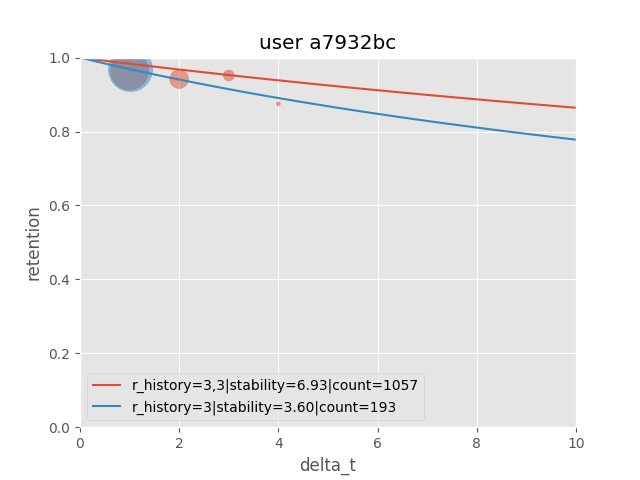 user a7932bc
1.0
0.8
0.6
0.4
0.2
0.0
retention
r_history=3,3|stability=6.93|count=1057
r_history=3|stability=3.60|count=193
0 2 4 6 8 10
delta_t